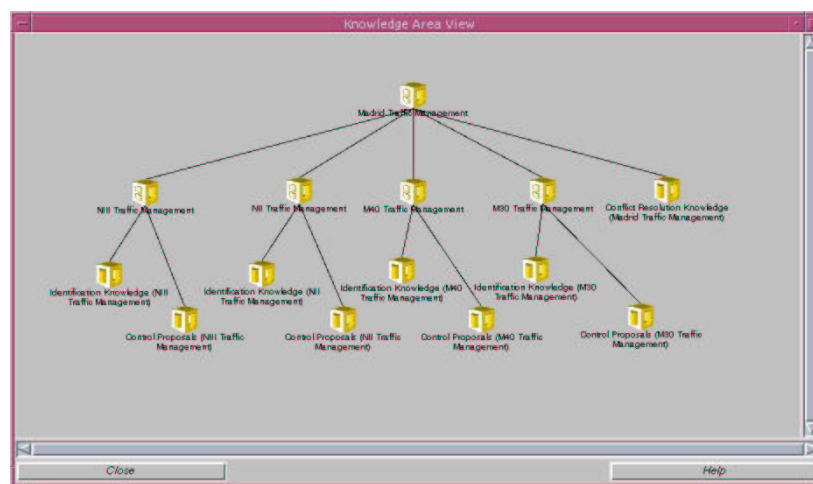 Knowledge Area View
Madrid Traffic Management
NIII Traffic Management
NII Traffic Management
M40 Traffic Management
M30 Traffic Management
Conflict Resolution Knowledge
(Madrid Traffic Management)
Identification Knowledge (NIII
Traffic Management)
Identification Knowledge (NII
Traffic Management)
Identification Knowledge (M40
Traffic Management)
Identification Knowledge (M30
Traffic Management)
Control Proposals (NIII Traffic
Management)
Control Proposals (NII Traffic
Management)
Control Proposals (M40 Traffic
Management)
Control Proposals (M30 Traffic
Management)
Close
Help